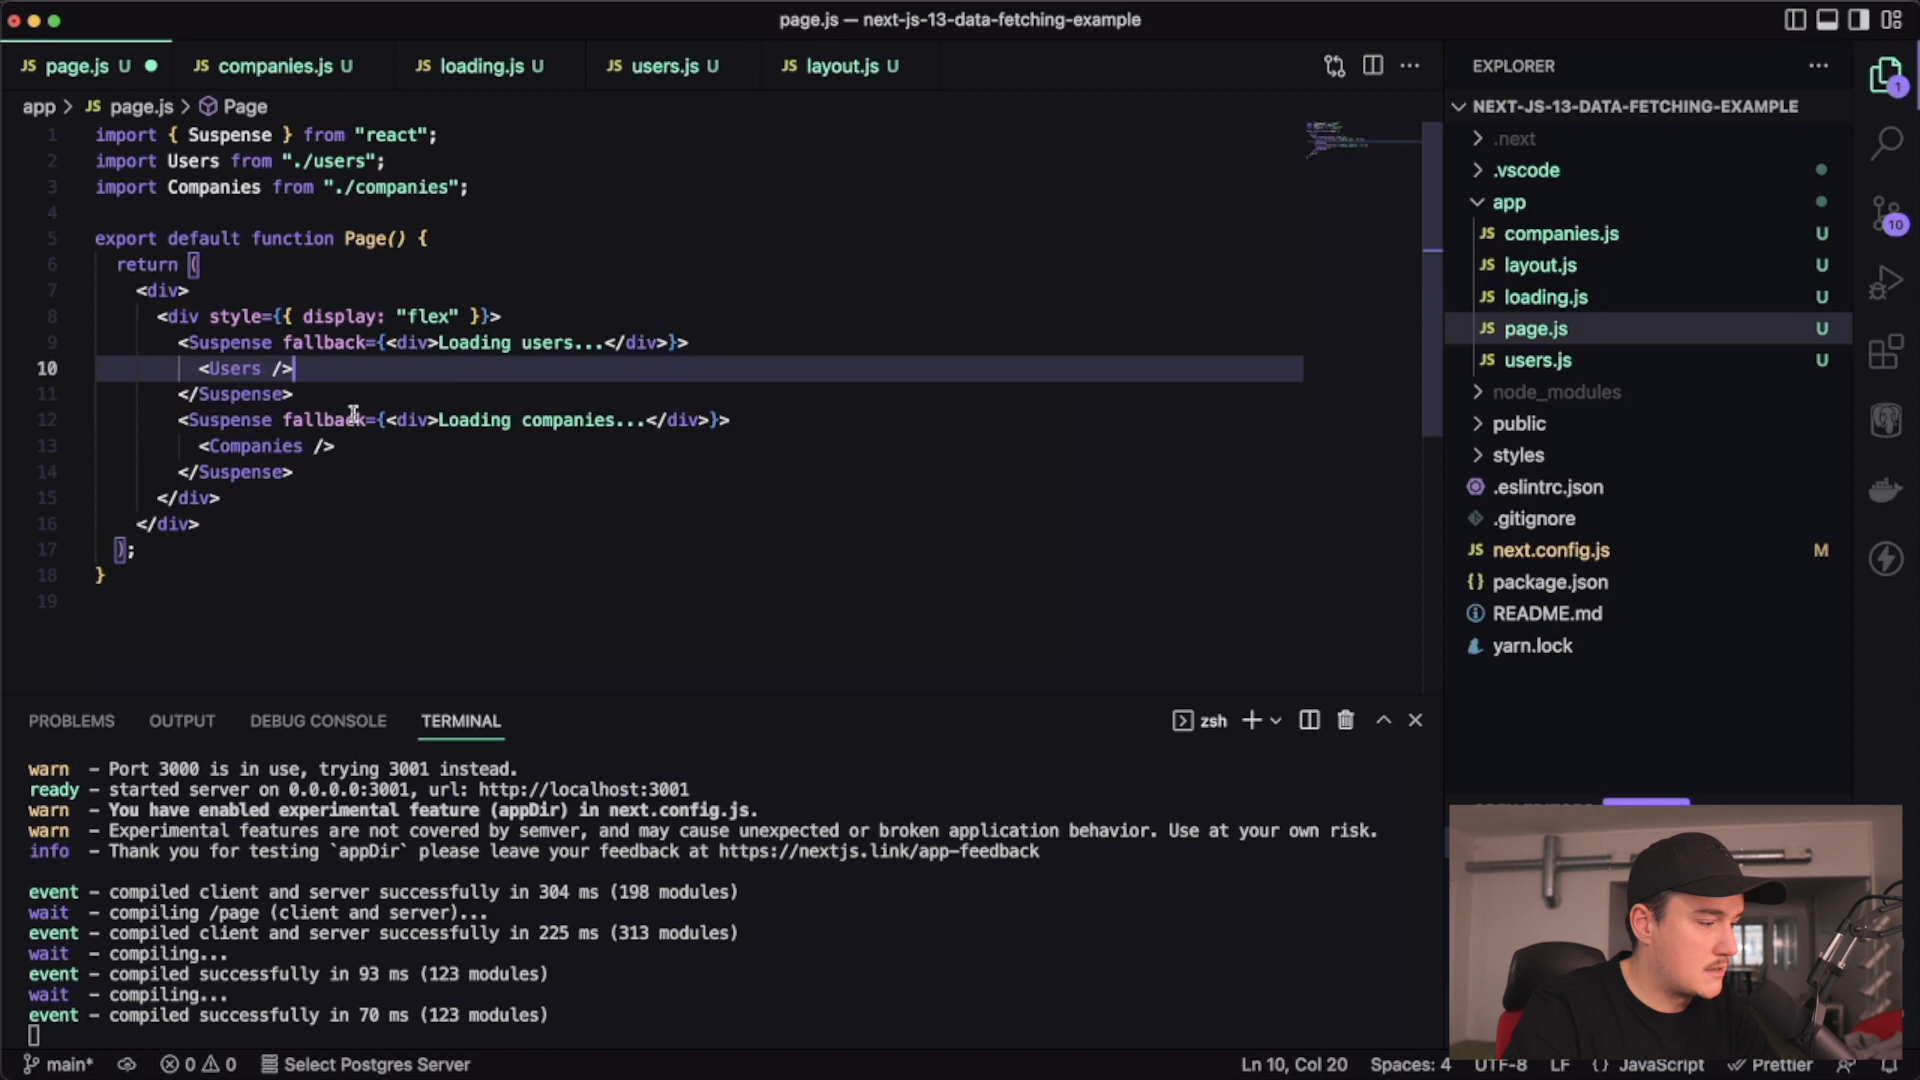 page.js — next-js-13-data-fetching-example
JS page.js U
JS companies.js U
JS loading.js U
JS users.js U
JS layout.js U
app > JS page.js > Page
1 import { Suspense } from "react";
2 import Users from "./users";
3 import Companies from "./companies";
4
5 export default function Page() {
6 return (
7 <div>
8 <div style={{ display: "flex" }}>
9 <Suspense fallback={<div>Loading users...</div>}>
10 <Users />
11 </Suspense>
12 <Suspense fallback={<div>Loading companies...</div>}>
13 <Companies />
14 </Suspense>
15 </div>
16 </div>
17 );
18 }
19
EXPLORER
NEXT-JS-13-DATA-FETCHING-EXAMPLE
.next
.vscode
app
JS companies.js U
JS layout.js U
JS loading.js U
JS page.js U
JS users.js U
node_modules
public
styles
.eslintrc.json
.gitignore
JS next.config.js M
{} package.json
README.md
yarn.lock
1
10
PROBLEMS OUTPUT DEBUG CONSOLE TERMINAL
zsh
warn - Port 3000 is in use, trying 3001 instead.
ready - started server on 0.0.0.0:3001, url: http://localhost:3001
warn - You have enabled experimental feature (appDir) in next.config.js.
warn - Experimental features are not covered by semver, and may cause unexpected or broken application behavior. Use at your own risk.
info - Thank you for testing `appDir` please leave your feedback at https://nextjs.link/app-feedback
event - compiled client and server successfully in 304 ms (198 modules)
wait - compiling /page (client and server)...
event - compiled client and server successfully in 225 ms (313 modules)
wait - compiling...
event - compiled successfully in 93 ms (123 modules)
wait - compiling...
event - compiled successfully in 70 ms (123 modules)
main* 0 0 Select Postgres Server
Ln 10, Col 20 Spaces: 4 UTF-8 LF {} JavaScript Prettier